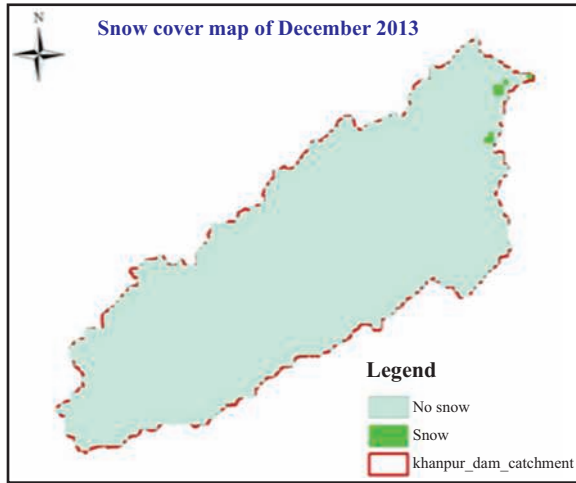 Snow cover map of December 2013
N
Legend
No snow
Snow
khanpur_dam_catchment